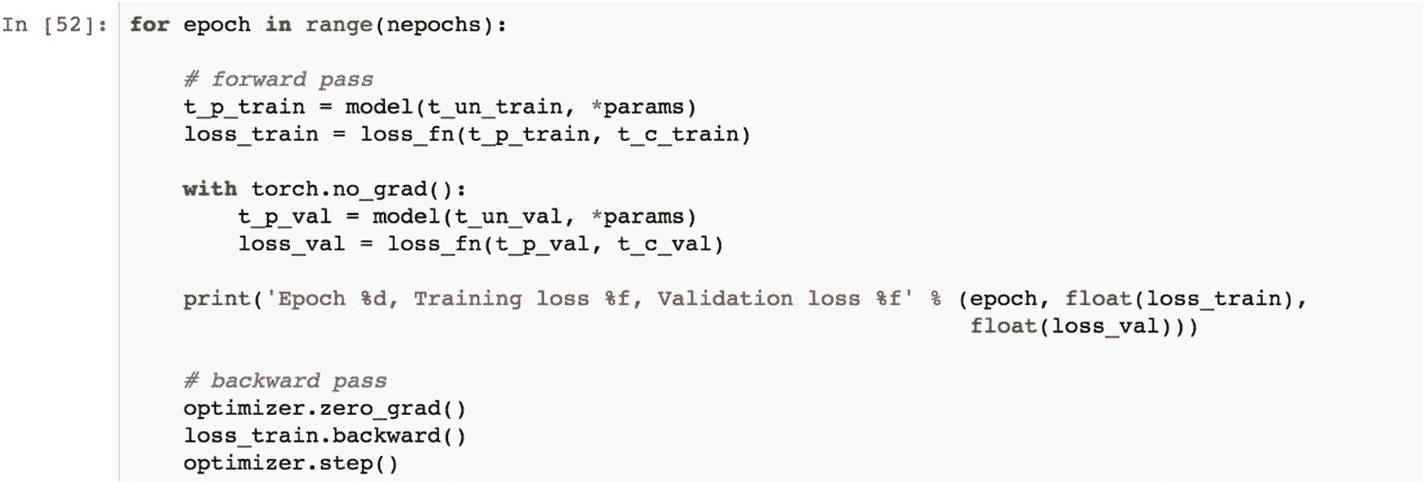 In [52]: for epoch in range(nepochs):
# forward pass
t_p_train = model(t_un_train, *params)
loss_train = loss_fn(t_p_train, t_c_train)
with torch.no_grad():
t_p_val = model(t_un_val, *params)
loss_val = loss_fn(t_p_val, t_c_val)
print('Epoch %d, Training loss %f, Validation loss %f' % (epoch, float(loss_train),
float(loss_val)))
# backward pass
optimizer.zero_grad()
loss_train.backward()
optimizer.step()